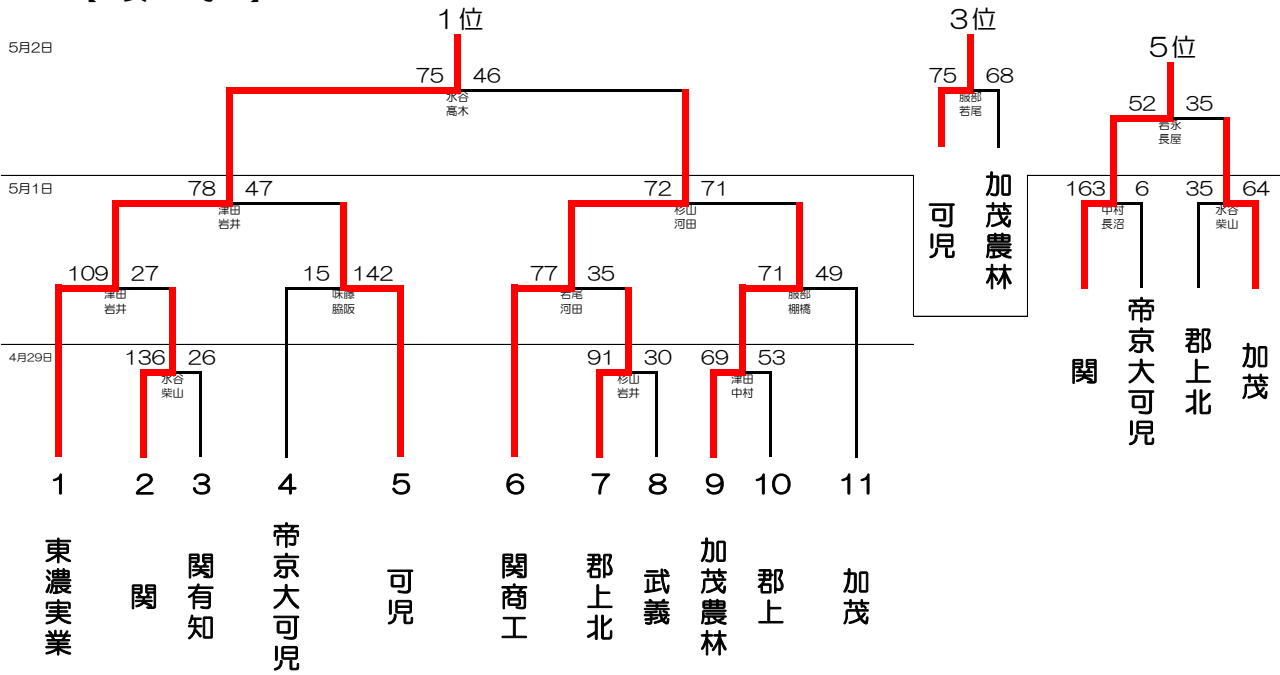 1位
3位
5位
5月2日
75 46
水谷
高木
75 68
服部
若尾
52 35
若永
長屋
5月1日
78 47
津田
岩井
72 71
杉山
河田
可児
加茂農林
163 6
中村
長沼
35 64
水谷
柴山
109 27
津田
岩井
15 142
味藤
脇阪
77 35
若尾
河田
71 49
服部
棚橋
関
帝京大可児
郡上北
加茂
4月29日
136 26
水谷
柴山
91 30
杉山
岩井
69 53
津田
中村
1 2 3 4 5 6 7 8 9 10 11
東濃実業
関
関有知
帝京大可児
可児
関商工
郡上北
武義
加茂農林
郡上
加茂